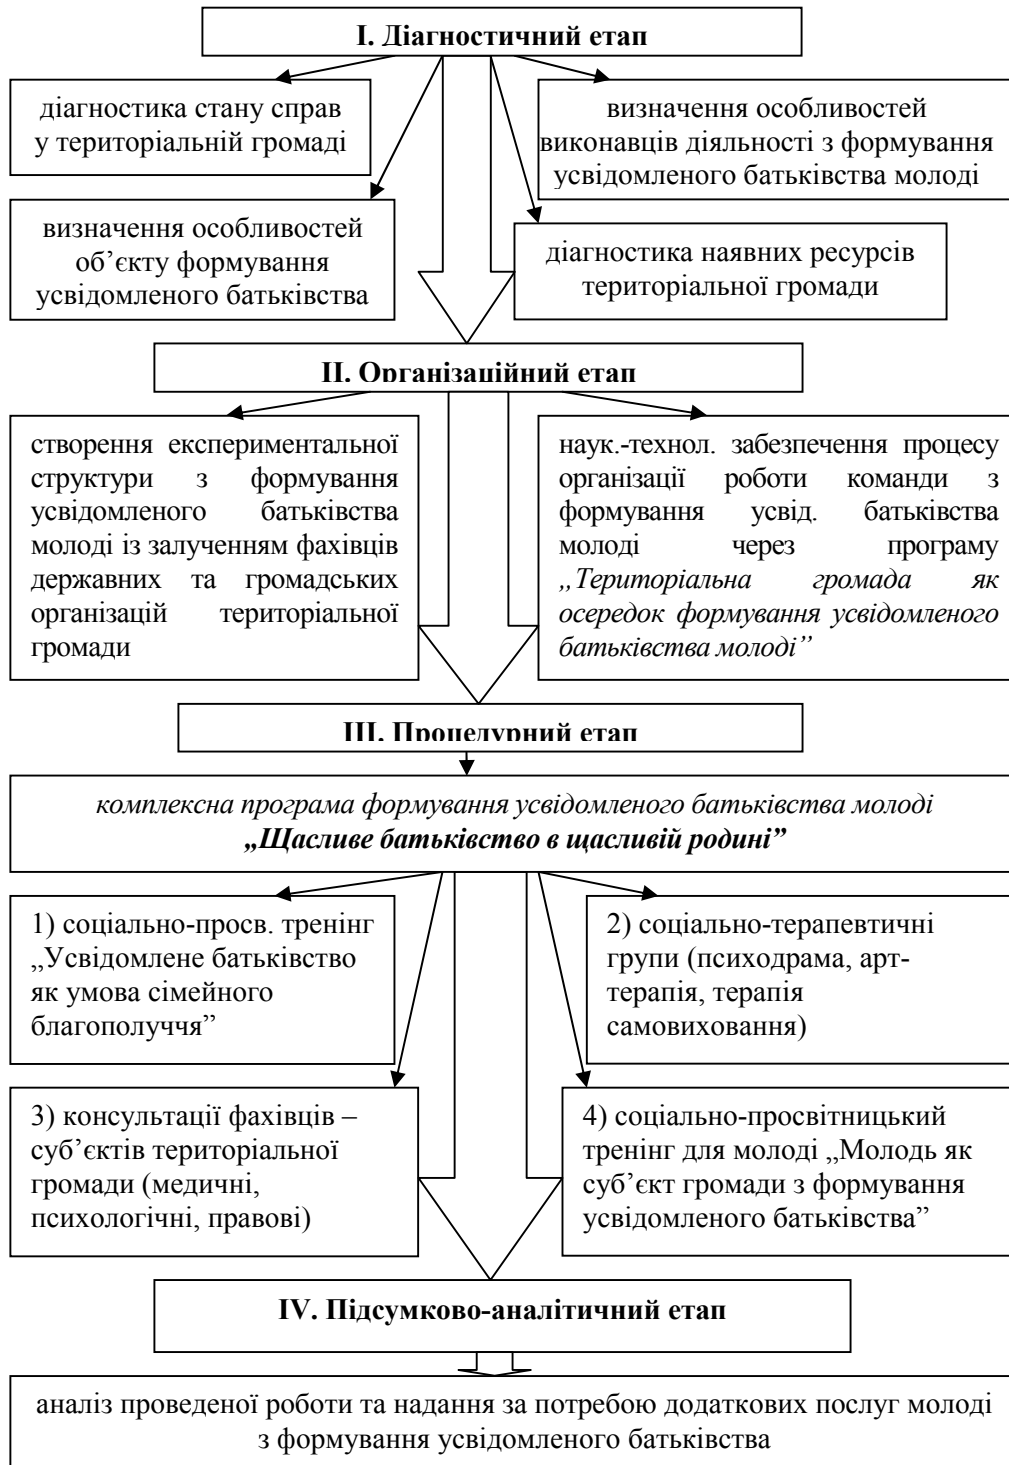 І. Діагностичний етап
діагностика стану справ
у територіальній громаді
визначення особливостей
виконавців діяльності з формування
усвідомленого батьківства молоді
визначення особливостей
об’єкту формування
усвідомленого батьківства
діагностика наявних ресурсів
територіальної громади
ІІ. Організаційний етап
створення експериментальної
структури з формування
усвідомленого батьківства
молоді із залученням фахівців
державних та громадських
організацій територіальної
громади
наук.-технол. забезпечення процесу
організації роботи команди з
формування усвід. батьківства
молоді через програму
„Територіальна громада як
осередок формування усвідомленого
батьківства молоді”
ІІІ. Процедурний етап
комплексна програма формування усвідомленого батьківства молоді
„Щасливе батьківство в щасливій родині”
1) соціально-просв. тренінг
„Усвідомлене батьківство
як умова сімейного
благополуччя”
2) соціально-терапевтичні
групи (психодрама, арт-
терапія, терапія
самовиховання)
3) консультації фахівців –
суб’єктів територіальної
громади (медичні,
психологічні, правові)
4) соціально-просвітницький
тренінг для молоді „Молодь як
суб’єкт громади з формування
усвідомленого батьківства”
IV. Підсумково-аналітичний етап
аналіз проведеної роботи та надання за потребою додаткових послуг молоді
з формування усвідомленого батьківства